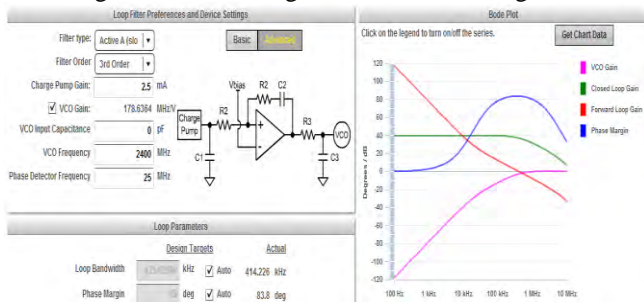 Loop Filter Preferences and Device Settings
Filter type: Active A (slo
Basic
Filter Order 3rd Order
Charge Pump Gain: 2.5 mA
VCO Gain: 178.6364 MHz/V
VCO Input Capacitance 0 pF
VCO Frequency 2400 MHz
Phase Detector Frequency 25 MHz
Vbias
R2 C2
Charge Pump
R2
R3
VCO
C1
C3
Loop Parameters
Design Targets Actual
Loop Bandwidth kHz Auto 414.226 kHz
Phase Margin deg Auto 83.8 deg
Bode Plot
Click on the legend to turn on/off the series.
Get Chart Data
VCO Gain
Closed Loop Gain
Forward Loop Gain
Phase Margin
Degrees / dB
120
100
80
60
40
20
0
-20
-40
-60
-80
-100
-120
100 Hz 1 kHz 10 kHz 100 kHz 1 MHz 10 MHz